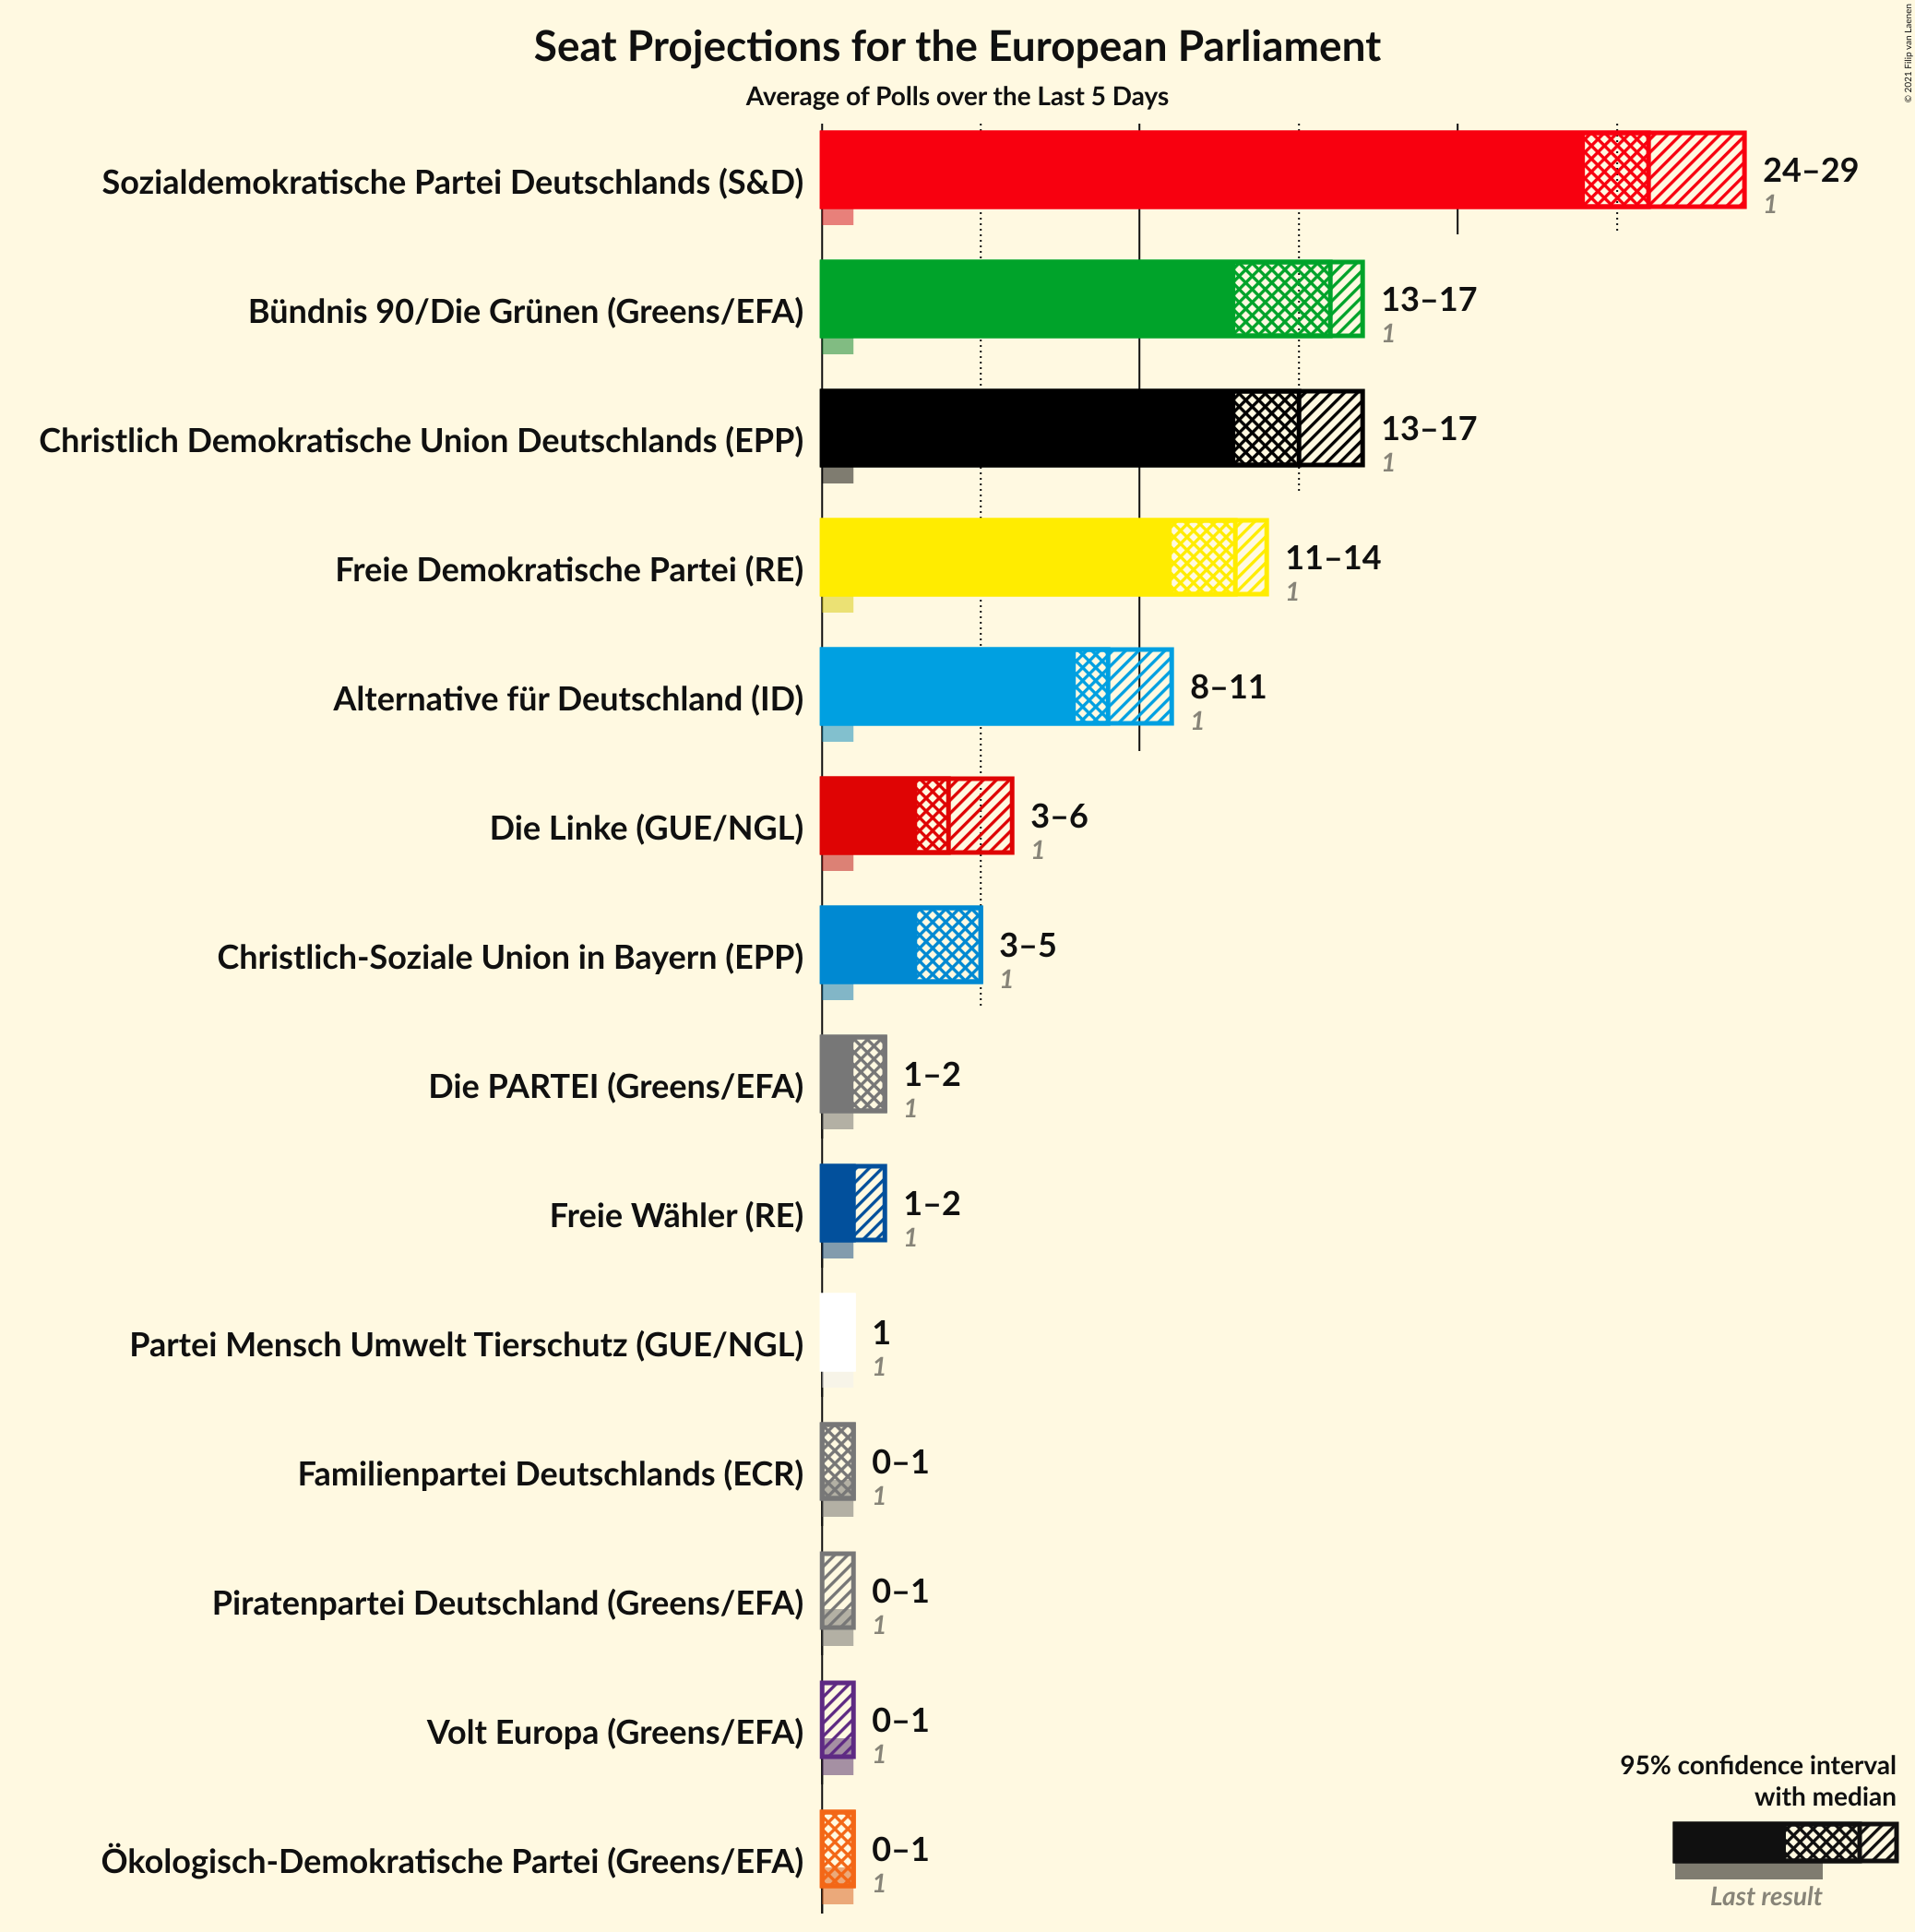 Seat Projections for the European Parliament
Average of Polls over the Last 5 Days
© 2021 Filip van Laenen
Sozialdemokratische Partei Deutschlands (S&D)
24–29
1
Bündnis 90/Die Grünen (Greens/EFA)
13–17
1
Christlich Demokratische Union Deutschlands (EPP)
13–17
1
Freie Demokratische Partei (RE)
11–14
1
Alternative für Deutschland (ID)
8–11
1
Die Linke (GUE/NGL)
3–6
1
Christlich-Soziale Union in Bayern (EPP)
3–5
1
Die PARTEI (Greens/EFA)
1–2
1
Freie Wähler (RE)
1–2
1
Partei Mensch Umwelt Tierschutz (GUE/NGL)
1
1
Familienpartei Deutschlands (ECR)
0–1
1
Piratenpartei Deutschland (Greens/EFA)
0–1
1
Volt Europa (Greens/EFA)
0–1
1
Ökologisch-Demokratische Partei (Greens/EFA)
0–1
1
95% confidence interval
with median
Last result